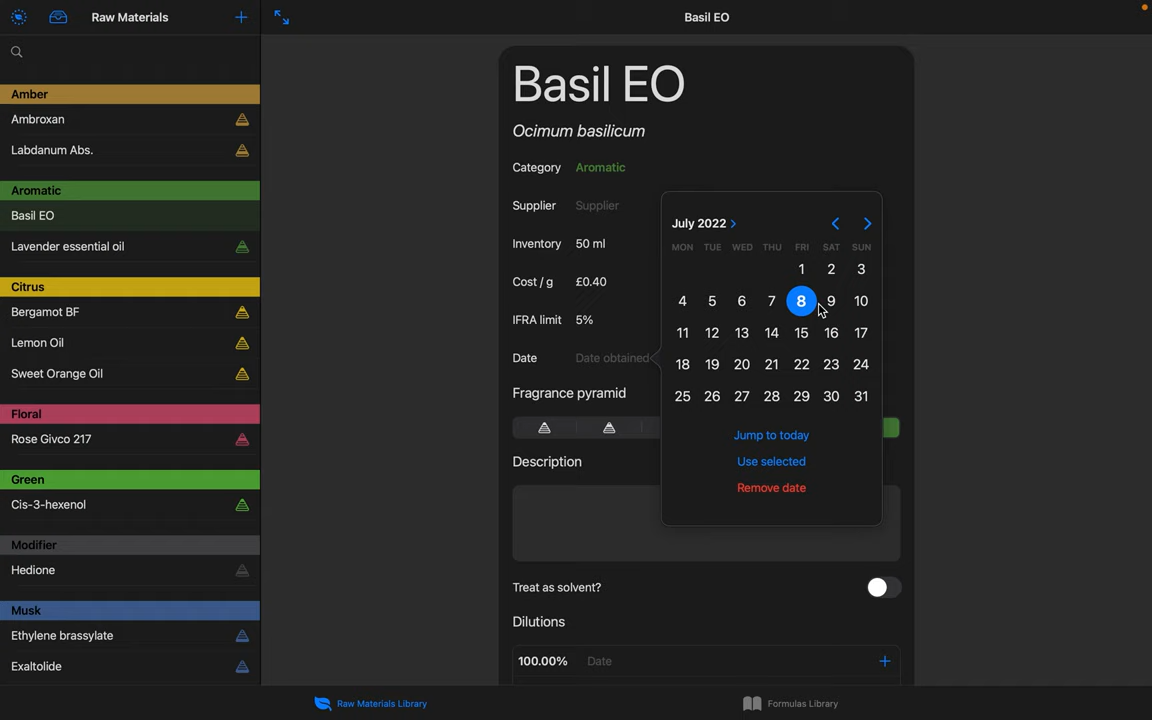 Raw Materials
Basil EO
Amber
Ambroxan
Labdanum Abs.
Aromatic
Basil EO
Lavender essential oil
Citrus
Bergamot BF
Lemon Oil
Sweet Orange Oil
Floral
Rose Givco 217
Green
Cis-3-hexenol
Modifier
Hedione
Musk
Ethylene brassylate
Exaltolide
Basil EO
Ocimum basilicum
Category Aromatic
Supplier Supplier
Inventory 50 ml
Cost / g £0.40
IFRA limit 5%
Date Date obtained
Fragrance pyramid
Description
Treat as solvent?
Dilutions
100.00% Date
July 2022
MON TUE WED THU FRI SAT SUN
1 2 3
4 5 6 7 8 9 10
11 12 13 14 15 16 17
18 19 20 21 22 23 24
25 26 27 28 29 30 31
Jump to today
Use selected
Remove date
Raw Materials Library
Formulas Library